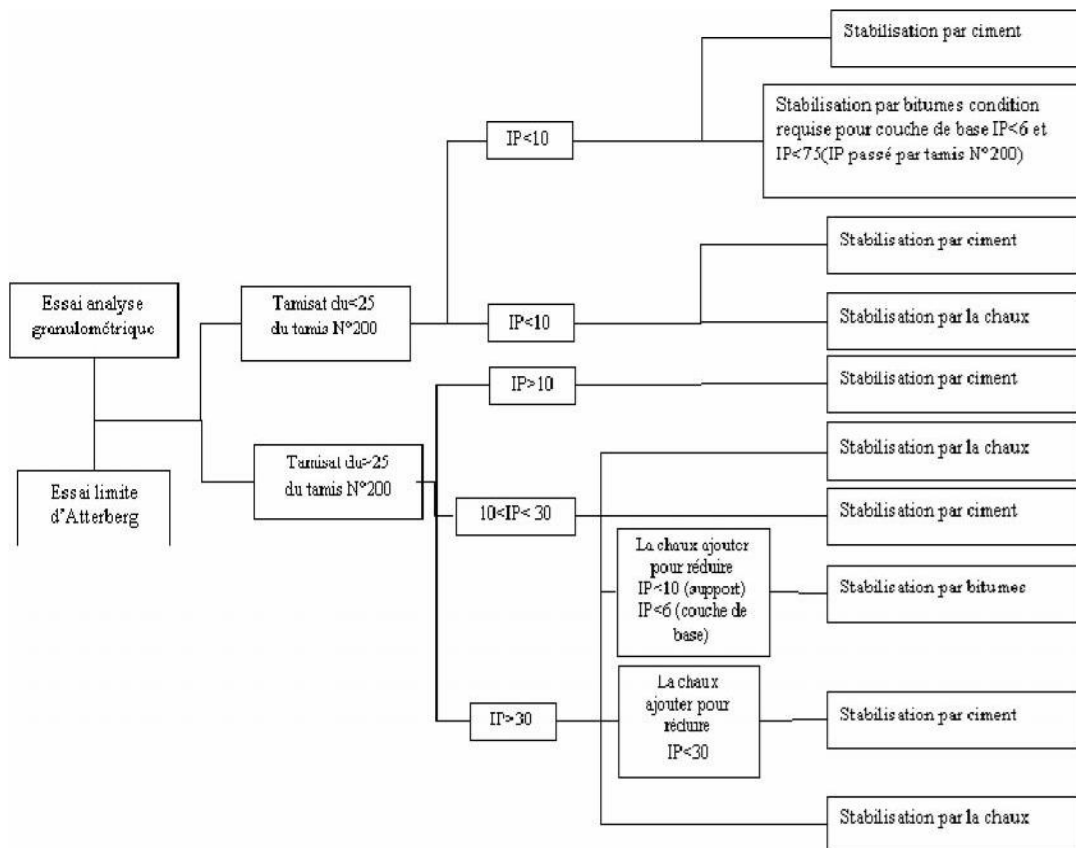 Stabilisation par ciment
Stabilisation par bitumes condition
requise pour couche de base IP<6 et
IP<75(IP passé par tamis N°200)
IP<10
Stabilisation par ciment
Essai analyse
granulométrique
Tamisat du<25
du tamis N°200
IP<10
Stabilisation par la chaux
IP>10
Stabilisation par ciment
Essai limite
d'Atterberg
Tamisat du>25
du tamis N°200
Stabilisation par la chaux
10<IP< 30
Stabilisation par ciment
La chaux ajouter
pour réduire
IP<10 (support)
IP<6 (couche de
base)
Stabilisation par bitumes
IP>30
La chaux
ajouter pour
réduire
IP<30
Stabilisation par ciment
Stabilisation par la chaux